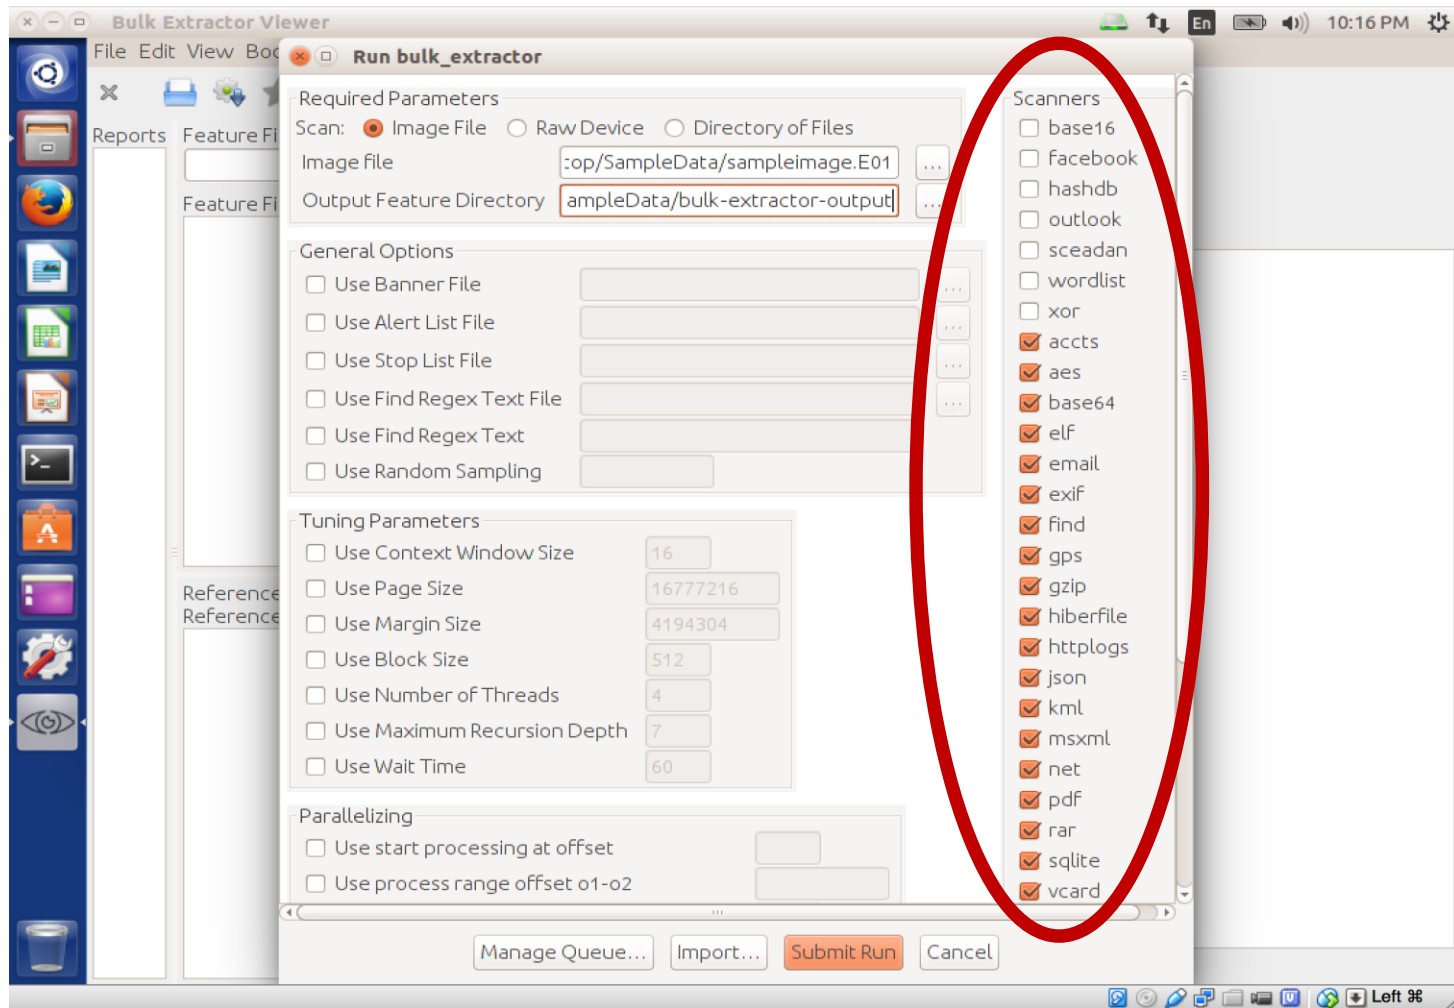 Bulk Extractor Viewer
En
10:16 PM
File Edit View Boo
Run bulk_extractor
Reports
Feature Fi
Feature Fi
Reference
Reference
Required Parameters
Scan: Image File Raw Device Directory of Files
Image file :op/SampleData/sampleimage.E01 ...
Output Feature Directory ampleData/bulk-extractor-output ...
General Options
Use Banner File ...
Use Alert List File ...
Use Stop List File ...
Use Find Regex Text File ...
Use Find Regex Text
Use Random Sampling
Tuning Parameters
Use Context Window Size 16
Use Page Size 16777216
Use Margin Size 4194304
Use Block Size 512
Use Number of Threads 4
Use Maximum Recursion Depth 7
Use Wait Time 60
Parallelizing
Use start processing at offset
Use process range offset o1-o2
Scanners
base16
facebook
hashdb
outlook
sceadan
wordlist
xor
accts
aes
base64
elf
email
exif
find
gps
gzip
hiberfile
httplogs
json
kml
msxml
net
pdf
rar
sqlite
vcard
Manage Queue... Import... Submit Run Cancel
Left ⌘